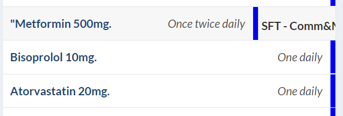 "Metformin 500mg. Once twice daily SFT - Comm&
Bisoprolol 10mg. One daily
Atorvastatin 20mg. One daily